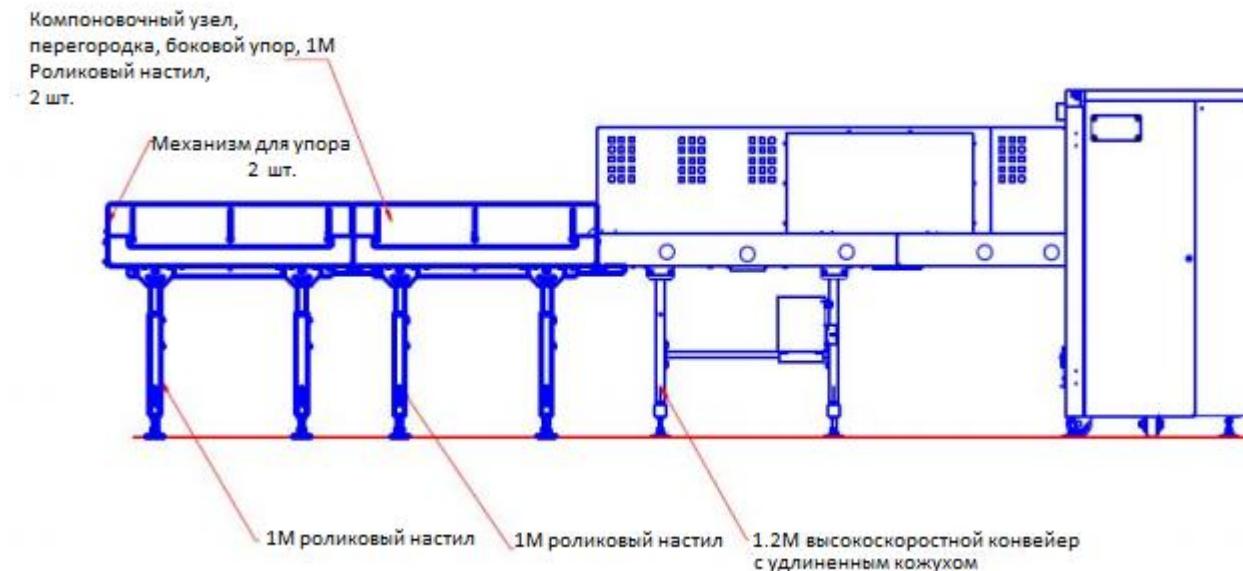 Компоновочный узел,
перегородка, боковой упор, 1М
Роликовый настил,
2 шт.
Механизм для упора
2 шт.
1М роликовый настил
1М роликовый настил
1.2М высокоскоростной конвейер
с удлиненным кожухом